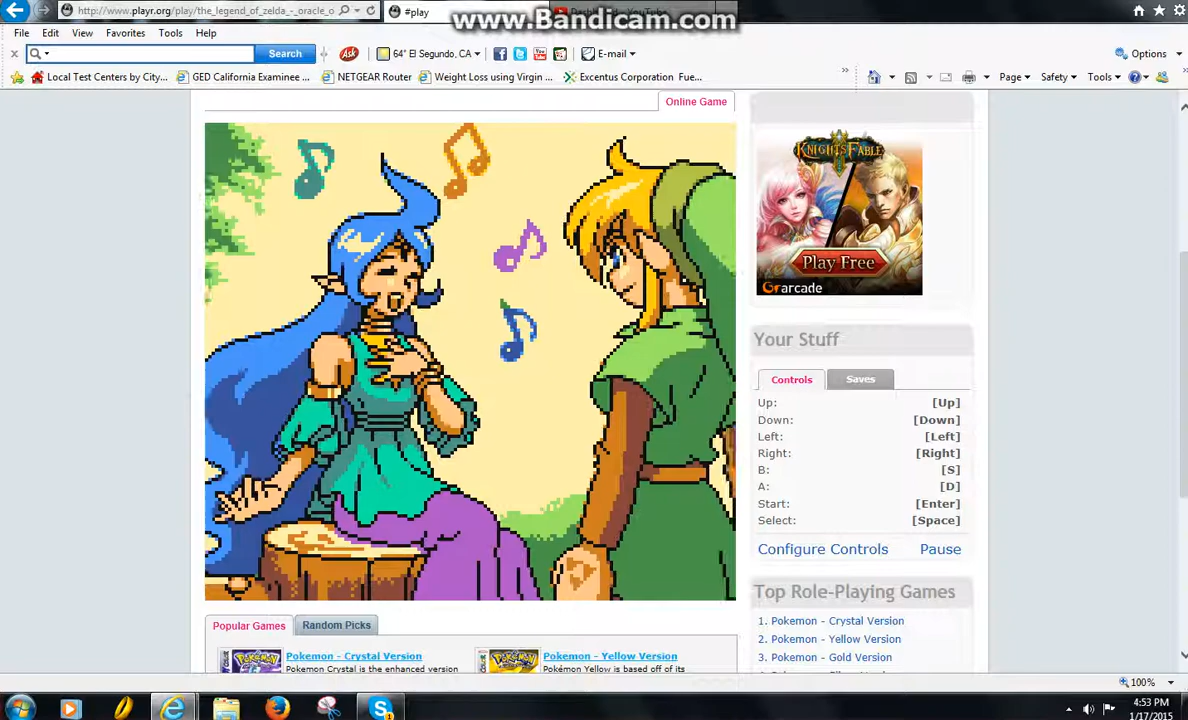 www.Bandicam.com
http://www.playr.org/play/the_legend_of_zelda_-_oracle_o
#play
File Edit View Favorites Tools Help
Search
Ask
64° El Segundo, CA
E-mail
Options
Local Test Centers by City...
GED California Examinee ...
NETGEAR Router
Weight Loss using Virgin ...
Excentus Corporation Fue...
Page
Safety
Tools
Online Game
KNIGHTS FABLE
Play Free
arcade
Your Stuff
Controls
Saves
Up: [Up]
Down: [Down]
Left: [Left]
Right: [Right]
B: [S]
A: [D]
Start: [Enter]
Select: [Space]
Configure Controls
Pause
Top Role-Playing Games
1. Pokemon - Crystal Version
2. Pokemon - Yellow Version
3. Pokemon - Gold Version
Popular Games
Random Picks
Pokemon - Crystal Version
Pokemon Crystal is the enhanced version
Pokemon - Yellow Version
Pokémon Yellow is based off of its
100%
4:53 PM
1/17/2015